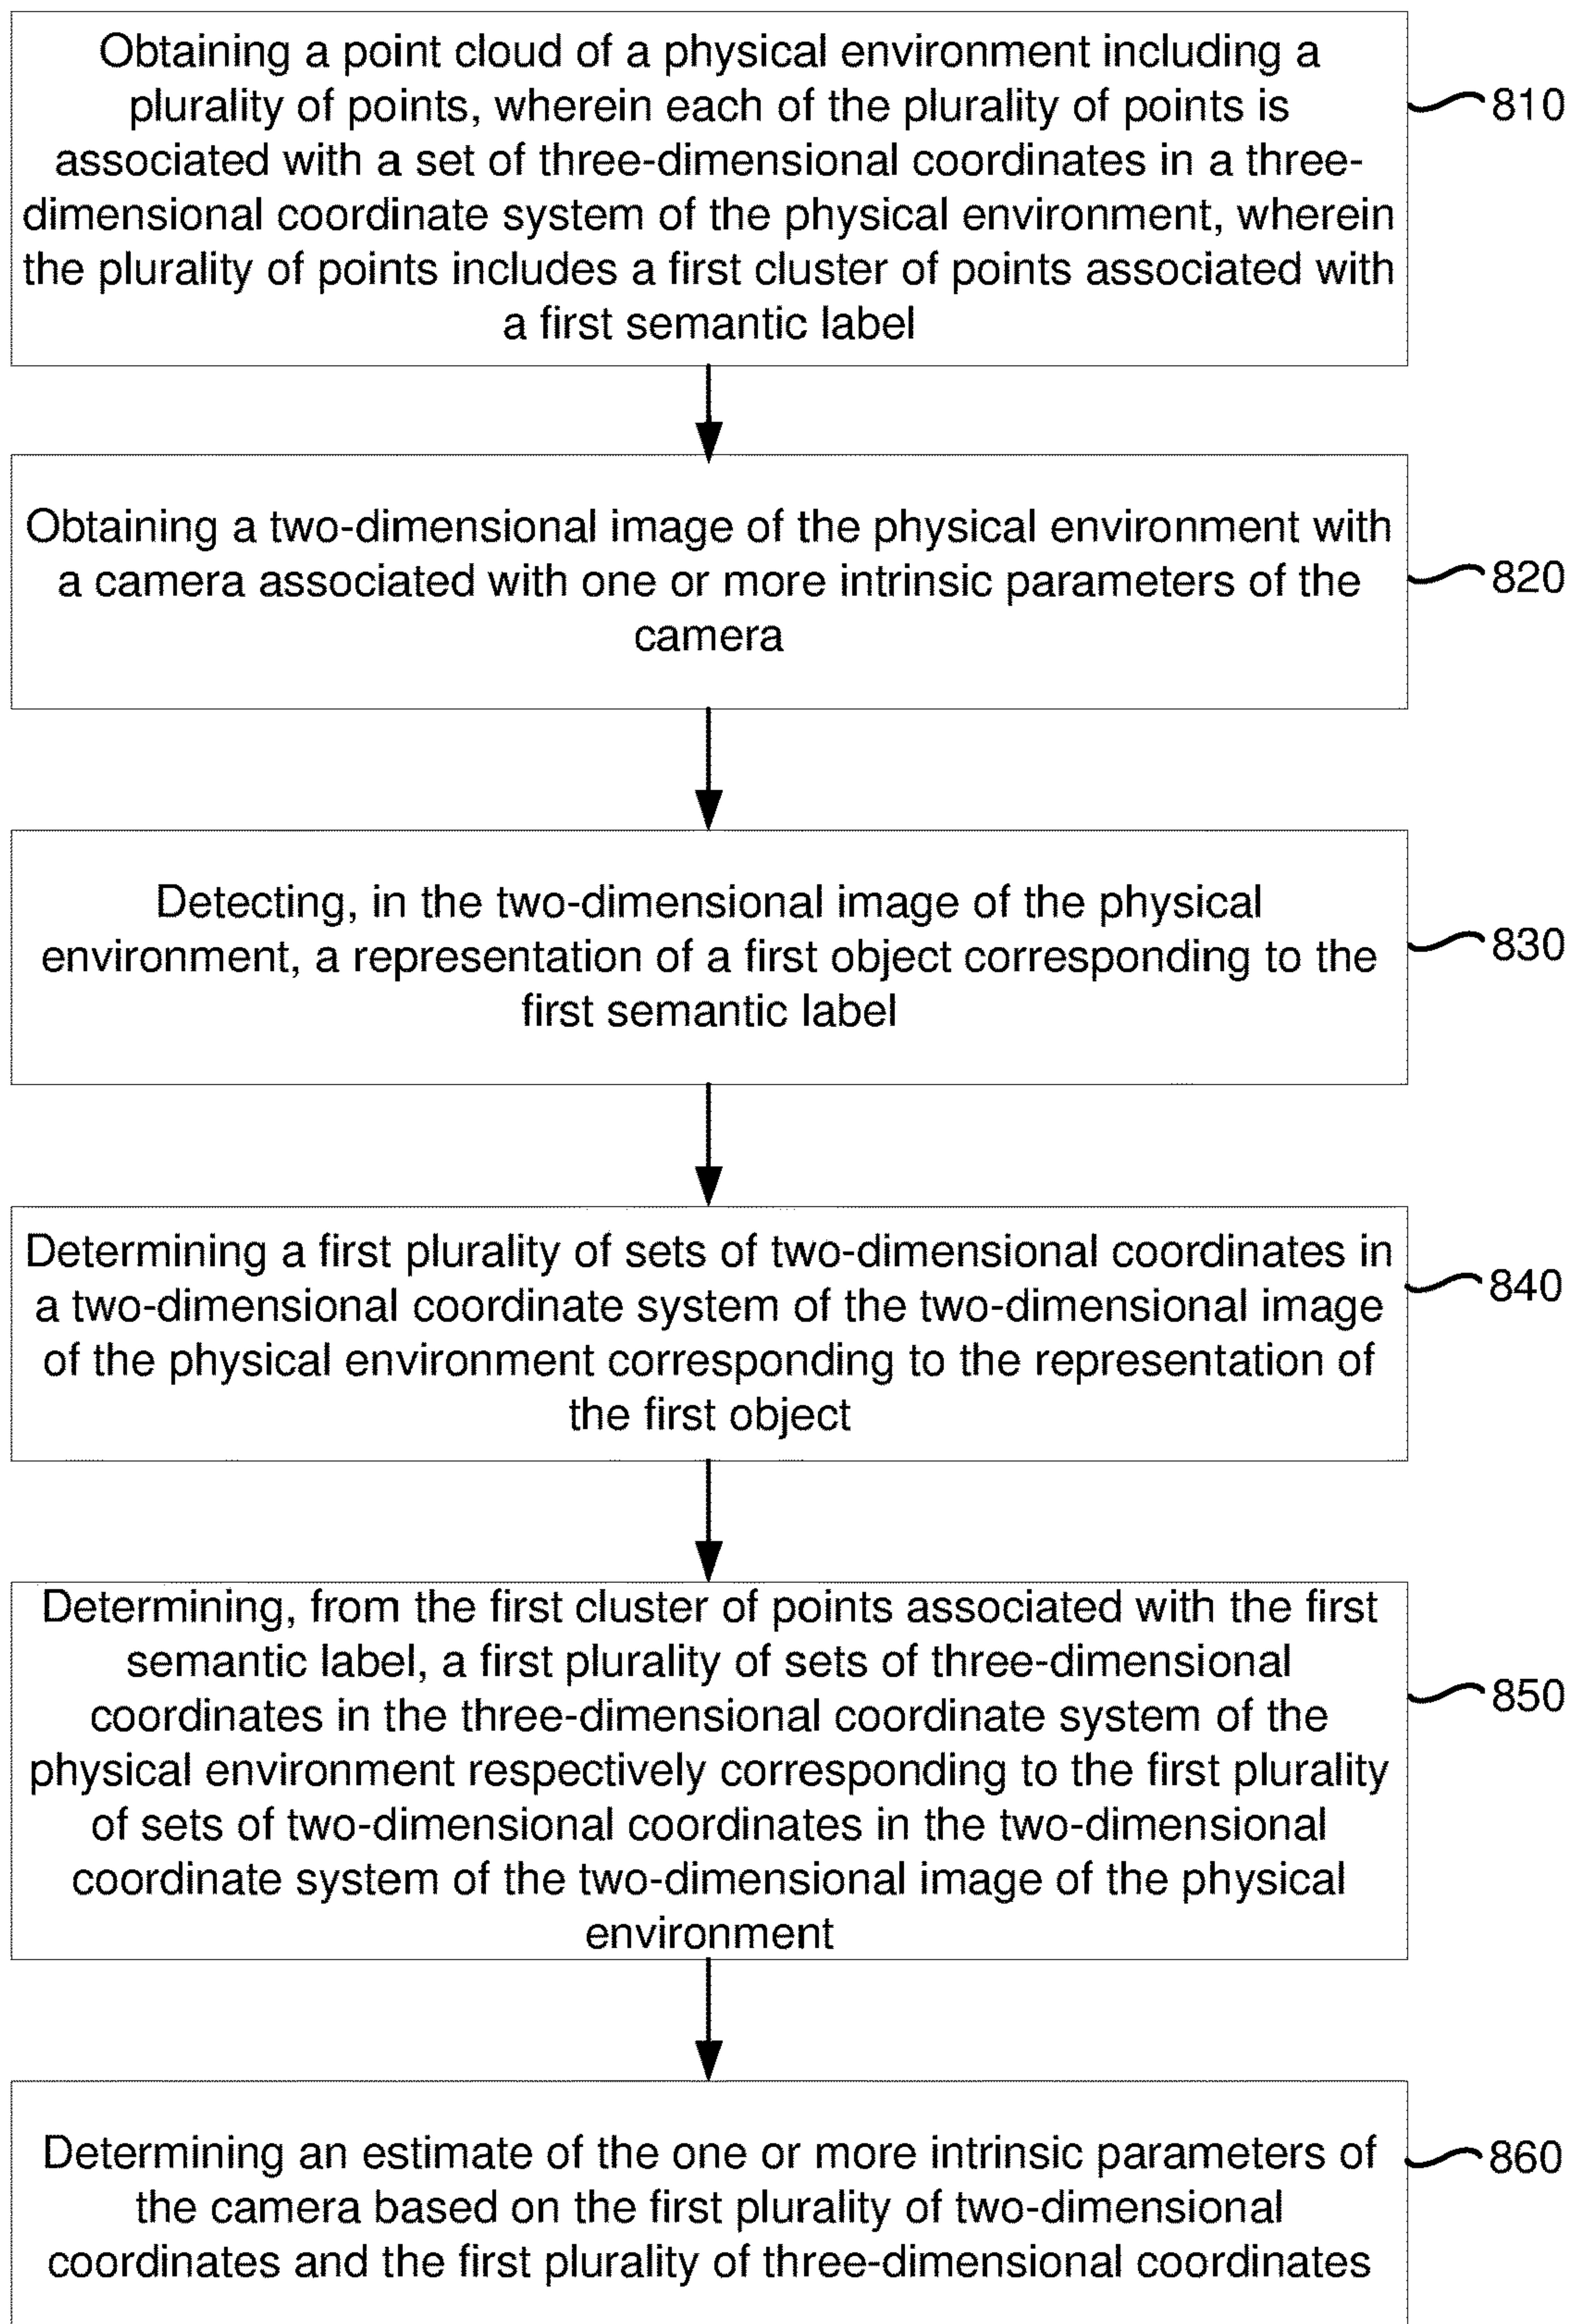 Obtaining a point cloud of a physical environment including a
plurality of points, wherein each of the plurality of points is
associated with a set of three-dimensional coordinates in a three-
dimensional coordinate system of the physical environment, wherein
the plurality of points includes a first cluster of points associated with
a first semantic label
810
Obtaining a two-dimensional image of the physical environment with
a camera associated with one or more intrinsic parameters of the
camera
820
Detecting, in the two-dimensional image of the physical
environment, a representation of a first object corresponding to the
first semantic label
830
Determining a first plurality of sets of two-dimensional coordinates in
a two-dimensional coordinate system of the two-dimensional image
of the physical environment corresponding to the representation of
the first object
840
Determining, from the first cluster of points associated with the first
semantic label, a first plurality of sets of three-dimensional
coordinates in the three-dimensional coordinate system of the
physical environment respectively corresponding to the first plurality
of sets of two-dimensional coordinates in the two-dimensional
coordinate system of the two-dimensional image of the physical
environment
850
Determining an estimate of the one or more intrinsic parameters of
the camera based on the first plurality of two-dimensional
coordinates and the first plurality of three-dimensional coordinates
860